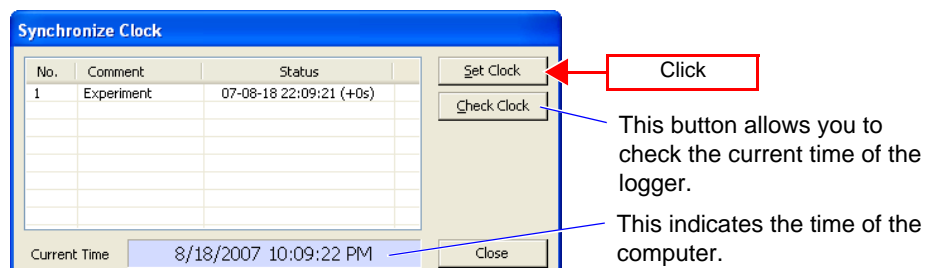 Synchronize Clock
No. Comment Status
1 Experiment 07-08-18 22:09:21 (+0s)
Set Clock
Click
Check Clock
This button allows you to
check the current time of the
logger.
This indicates the time of the
computer.
Current Time 8/18/2007 10:09:22 PM
Close